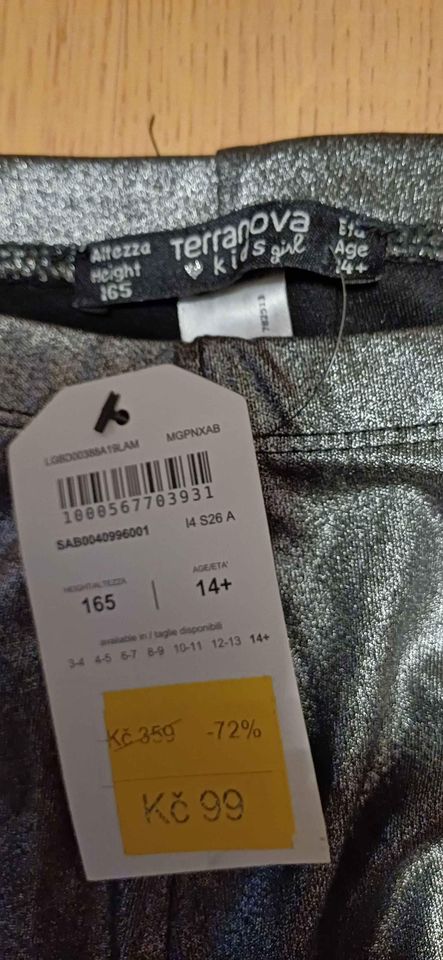 Altezza
Height
165
Terranova
kids girl
Età
Age
14+
LGBD00388A19LAM MGPNXAB
1000567703931
SAB0040996001 I4 S26 A
HEIGHT/ALTEZZA AGE/ETA'
165 14+
available in / taglie disponibili
3-4 4-5 6-7 8-9 10-11 12-13 14+
Kč 359 -72%
Kč 99